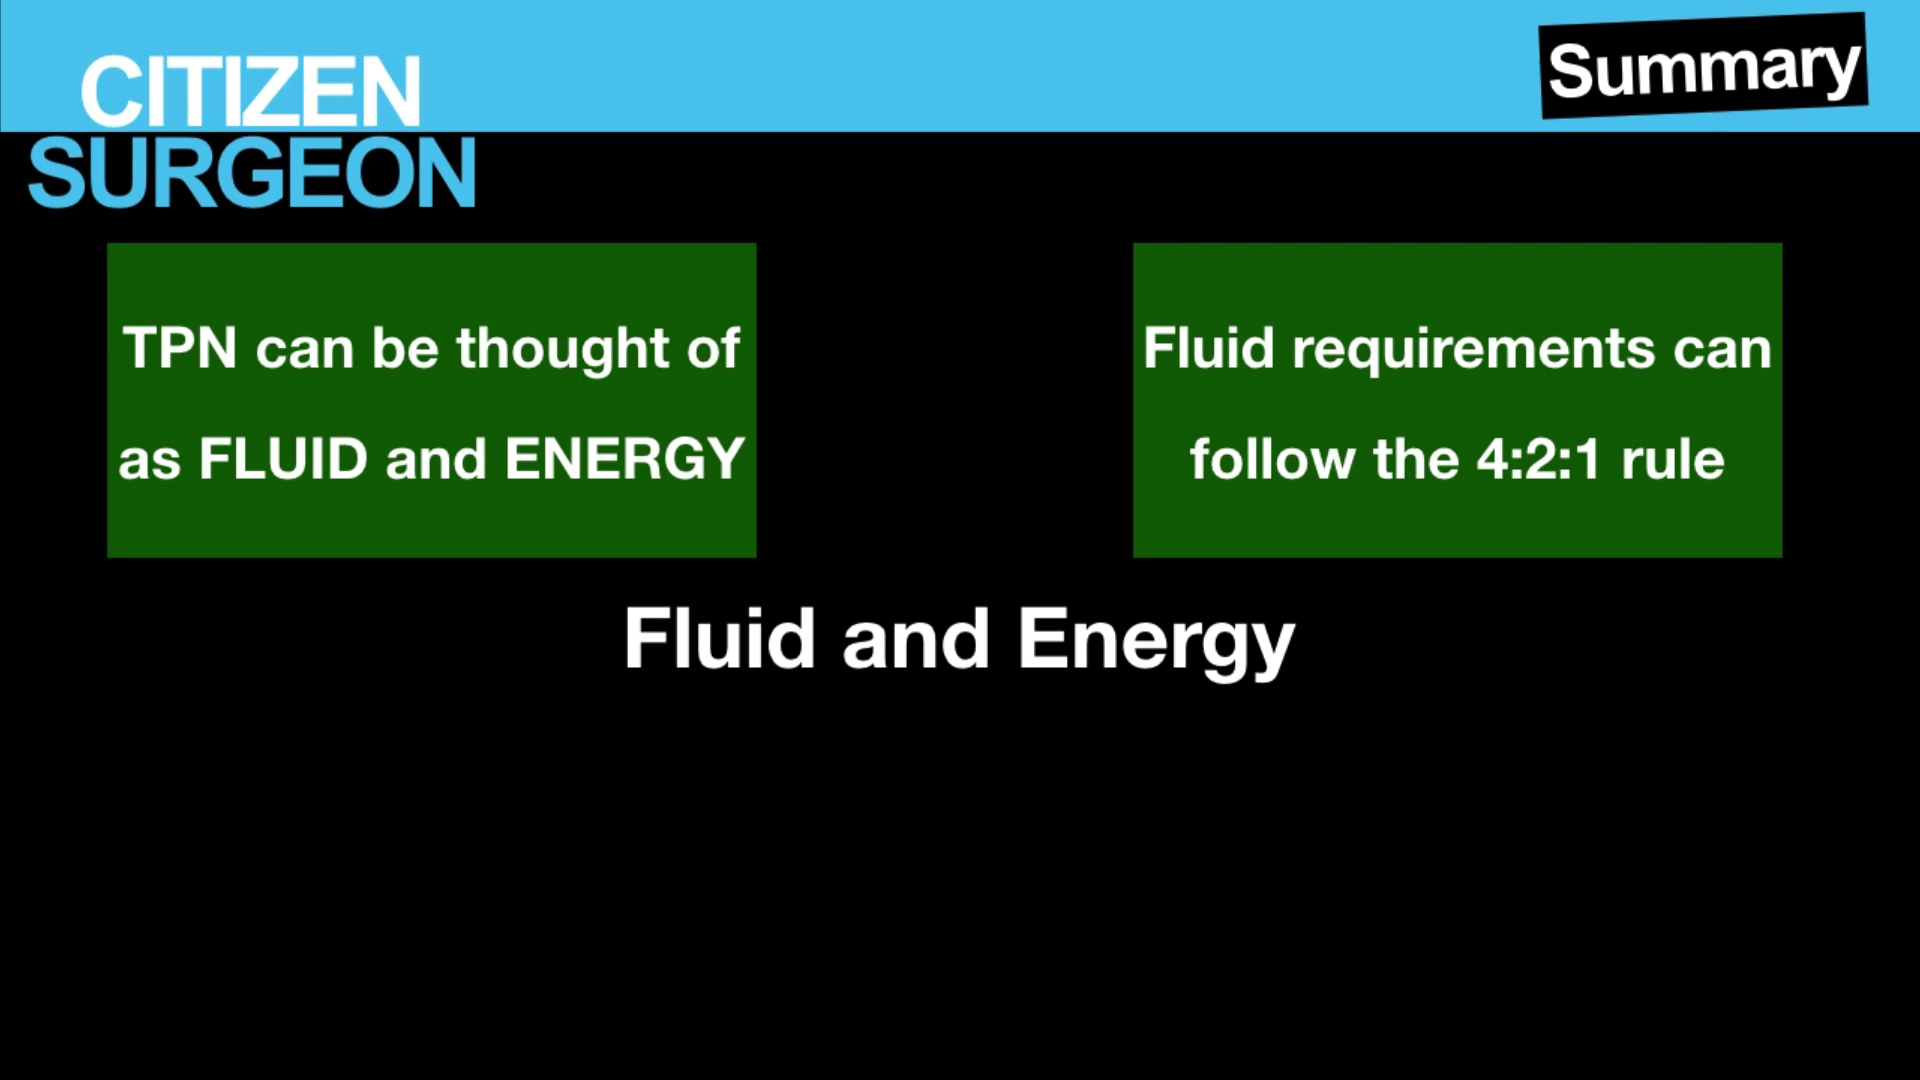 CITIZEN
SURGEON
Summary
TPN can be thought of
as FLUID and ENERGY
Fluid requirements can
follow the 4:2:1 rule
Fluid and Energy